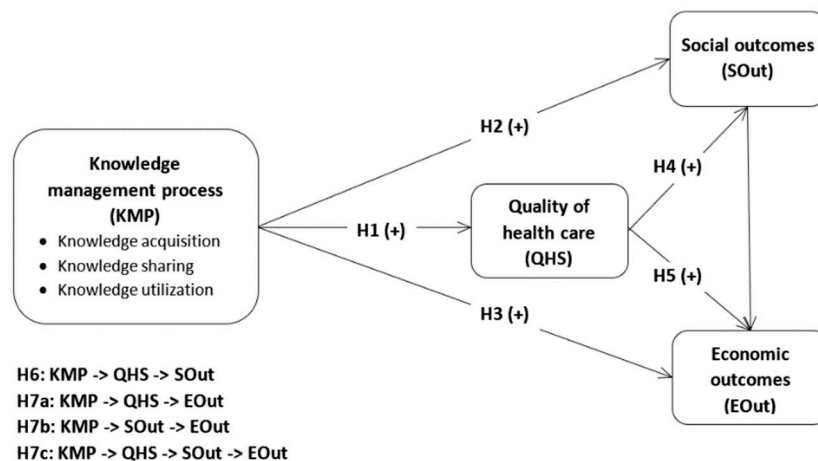 Social outcomes
(SOut)
H2 (+)
Knowledge
management process
(KMP)
• Knowledge acquisition
• Knowledge sharing
• Knowledge utilization
H4 (+)
H1 (+)
Quality of
health care
(QHS)
H5 (+)
H3 (+)
Economic
outcomes
(EOut)
H6: KMP -> QHS -> SOut
H7a: KMP -> QHS -> EOut
H7b: KMP -> SOut -> EOut
H7c: KMP -> QHS -> SOut -> EOut